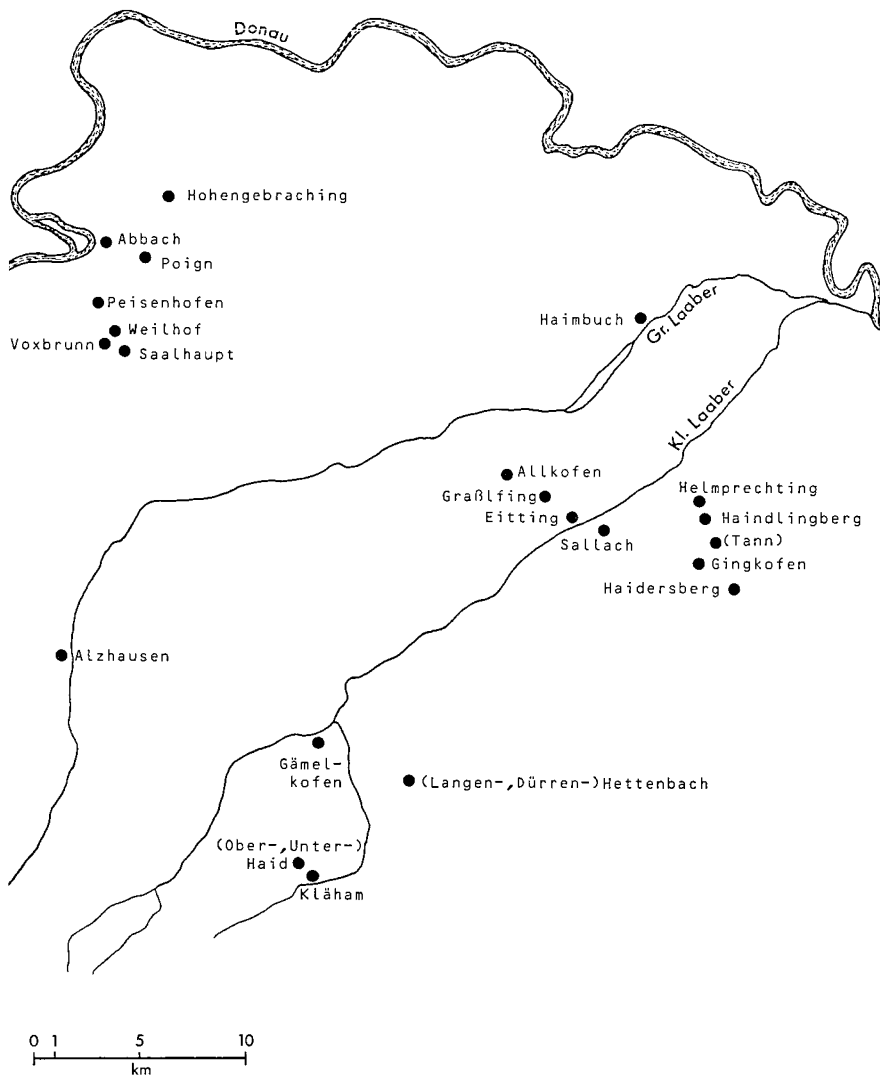 Donau
Hohengebraching
Abbach
Poign
Peisenhofen
Weilhof
Voxbrunn
Saalhaupt
Haimbuch
Gr. Laaber
Kl. Laaber
Allkofen
Graßlfing
Eitting
Sallach
Helmprechting
Haindlingberg
(Tann)
Gingkofen
Haidersberg
Alzhausen
Gämel-
kofen
(Langen-,Dürren-)Hettenbach
(Ober-,Unter-)
Haid
Kläham
0 1 5 10
km